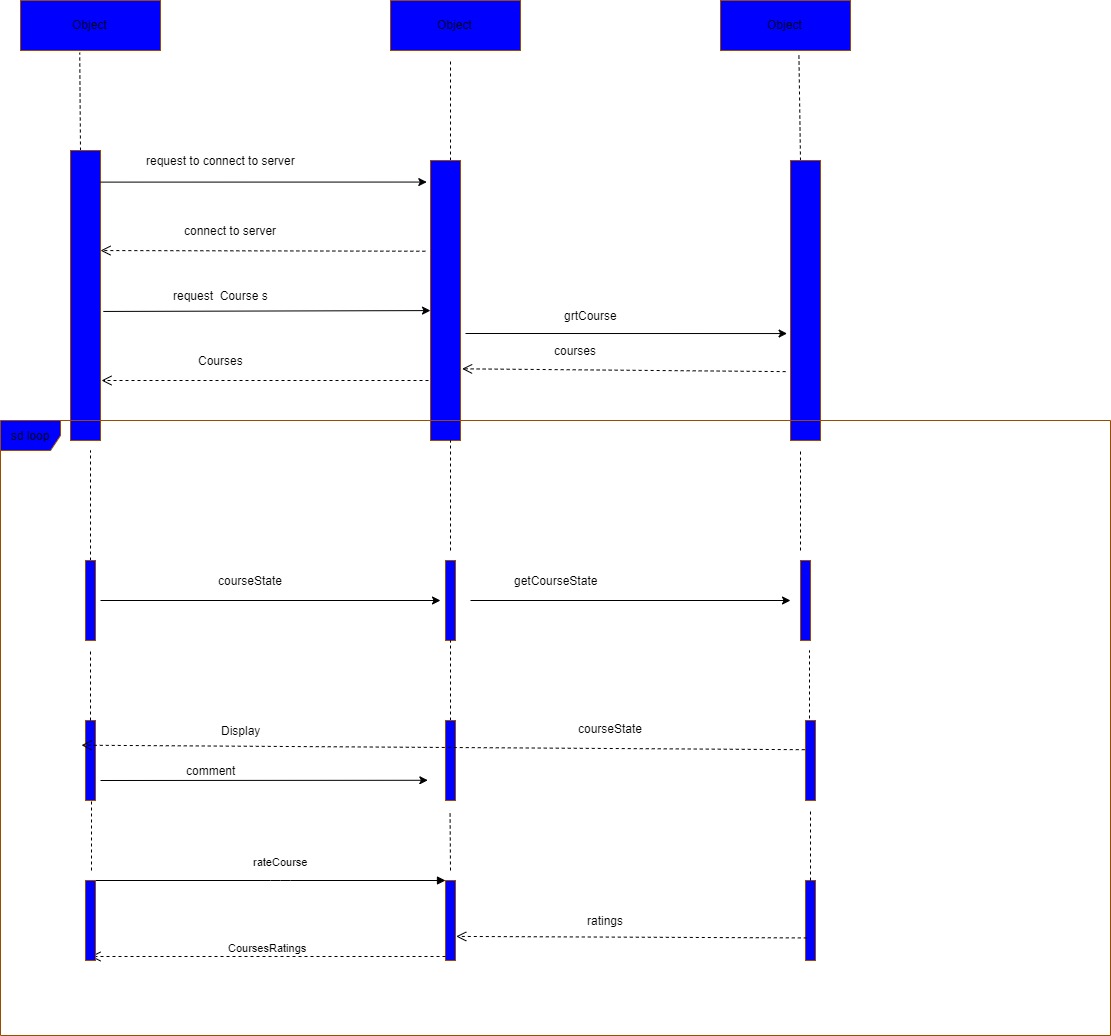 Object
Object
Object
request to connect to server
connect to server
request  Course s
grtCourse
courses
Courses
sd loop
courseState
getCourseState
Display
courseState
comment
rateCourse
ratings
CoursesRatings